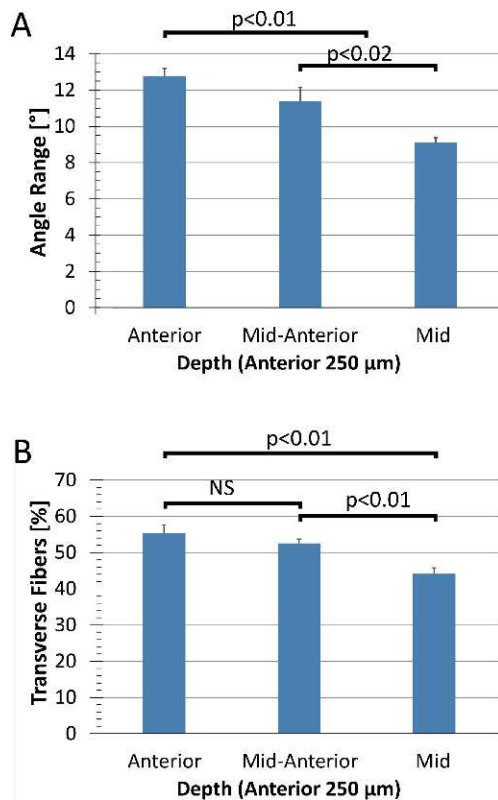 A
p<0.01
p<0.02
14
12
10
8
6
4
2
0
Angle Range [°]
Anterior Mid-Anterior Mid
Depth (Anterior 250 µm)
B
p<0.01
NS
p<0.01
70
60
50
40
30
20
10
0
Transverse Fibers [%]
Anterior Mid-Anterior Mid
Depth (Anterior 250 µm)